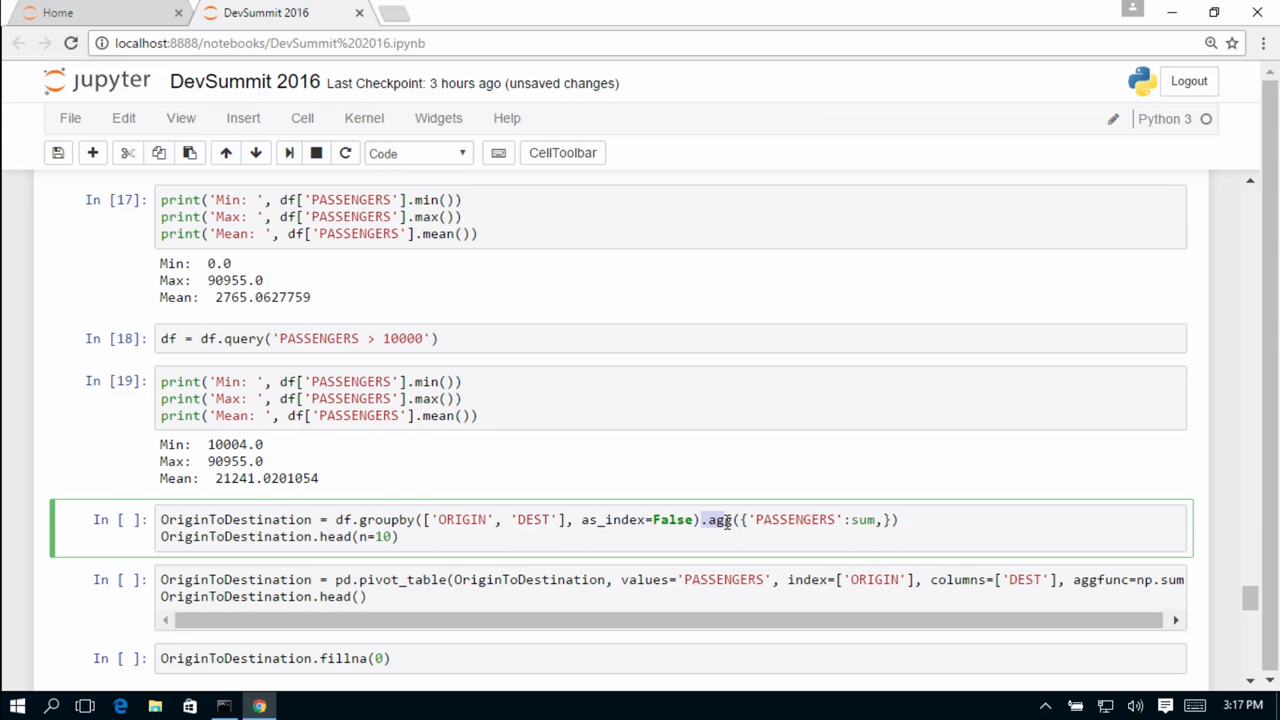 Home
DevSummit 2016
localhost:8888/notebooks/DevSummit%202016.ipynb
jupyter DevSummit 2016 Last Checkpoint: 3 hours ago (unsaved changes) Logout
File Edit View Insert Cell Kernel Widgets Help Python 3
Code CellToolbar
In [17]: print('Min: ', df['PASSENGERS'].min())
print('Max: ', df['PASSENGERS'].max())
print('Mean: ', df['PASSENGERS'].mean())
Min:  0.0
Max:  90955.0
Mean:  2765.0627759
In [18]: df = df.query('PASSENGERS > 10000')
In [19]: print('Min: ', df['PASSENGERS'].min())
print('Max: ', df['PASSENGERS'].max())
print('Mean: ', df['PASSENGERS'].mean())
Min:  10004.0
Max:  90955.0
Mean:  21241.0201054
In [ ]: OriginToDestination = df.groupby(['ORIGIN', 'DEST'], as_index=False).agg({'PASSENGERS':sum,})
OriginToDestination.head(n=10)
In [ ]: OriginToDestination = pd.pivot_table(OriginToDestination, values='PASSENGERS', index=['ORIGIN'], columns=['DEST'], aggfunc=np.sum
OriginToDestination.head()
In [ ]: OriginToDestination.fillna(0)
3:17 PM